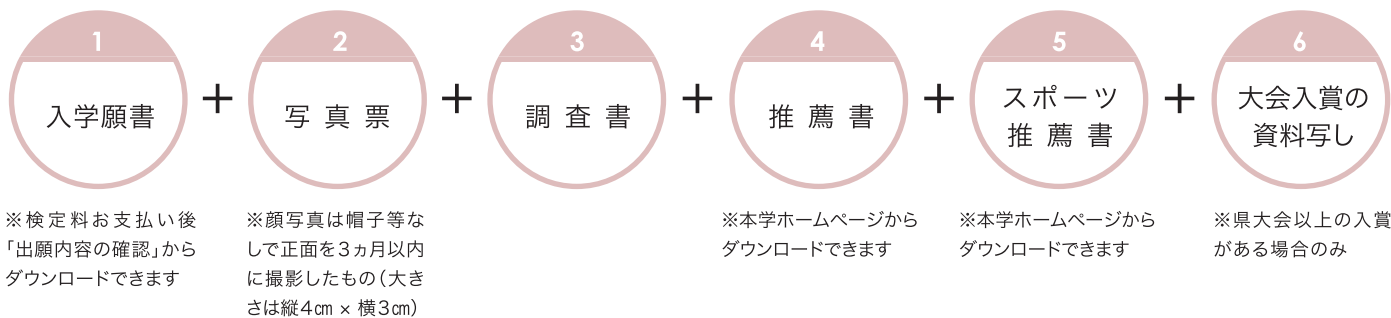 1
入学願書
※検定料お支払い後
「出願内容の確認」から
ダウンロードできます
+
2
写真票
※顔写真は帽子等な
しで正面を3ヵ月以内
に撮影したもの（大き
さは縦4㎝ × 横3㎝）
+
3
調査書
+
4
推薦書
※本学ホームページから
ダウンロードできます
+
5
スポーツ
推薦書
※本学ホームページから
ダウンロードできます
+
6
大会入賞の
資料写し
※県大会以上の入賞
がある場合のみ